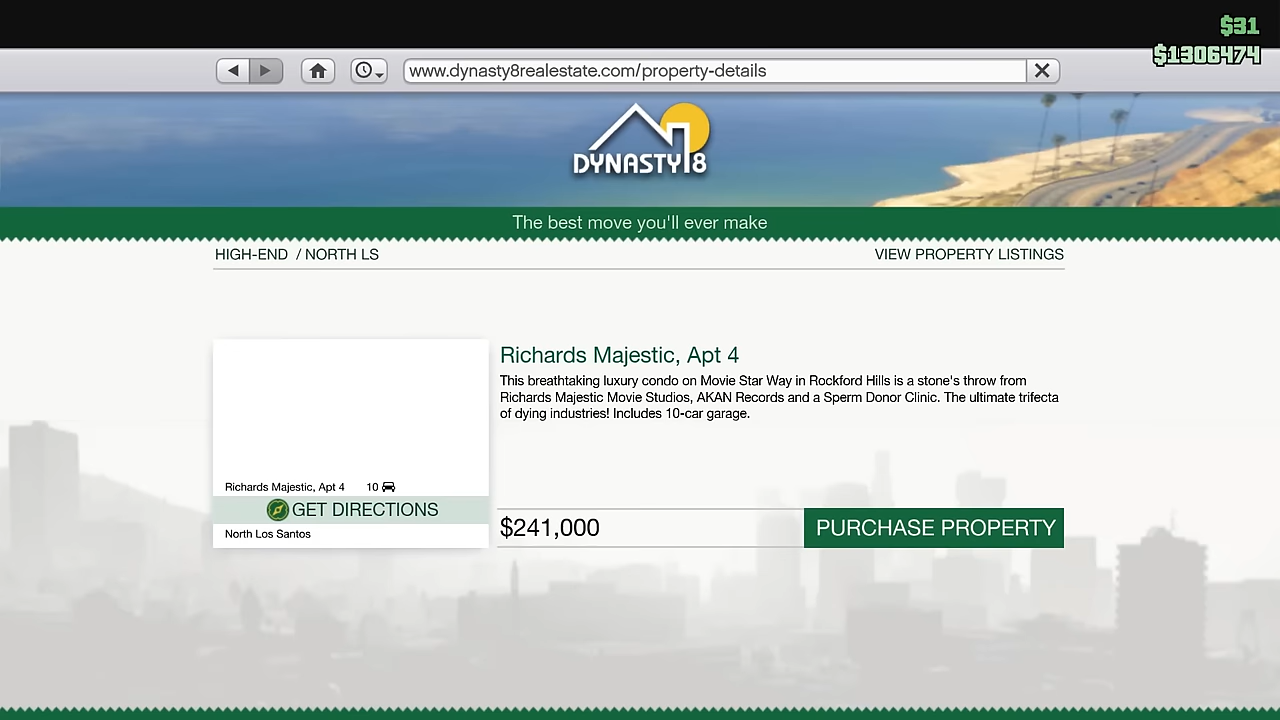 $31
$1306474
www.dynasty8realestate.com/property-details
DYNASTY 8
The best move you'll ever make
HIGH-END / NORTH LS
VIEW PROPERTY LISTINGS
Richards Majestic, Apt 4
This breathtaking luxury condo on Movie Star Way in Rockford Hills is a stone's throw from
Richards Majestic Movie Studios, AKAN Records and a Sperm Donor Clinic. The ultimate trifecta
of dying industries! Includes 10-car garage.
Richards Majestic, Apt 4 10
GET DIRECTIONS
North Los Santos
$241,000
PURCHASE PROPERTY